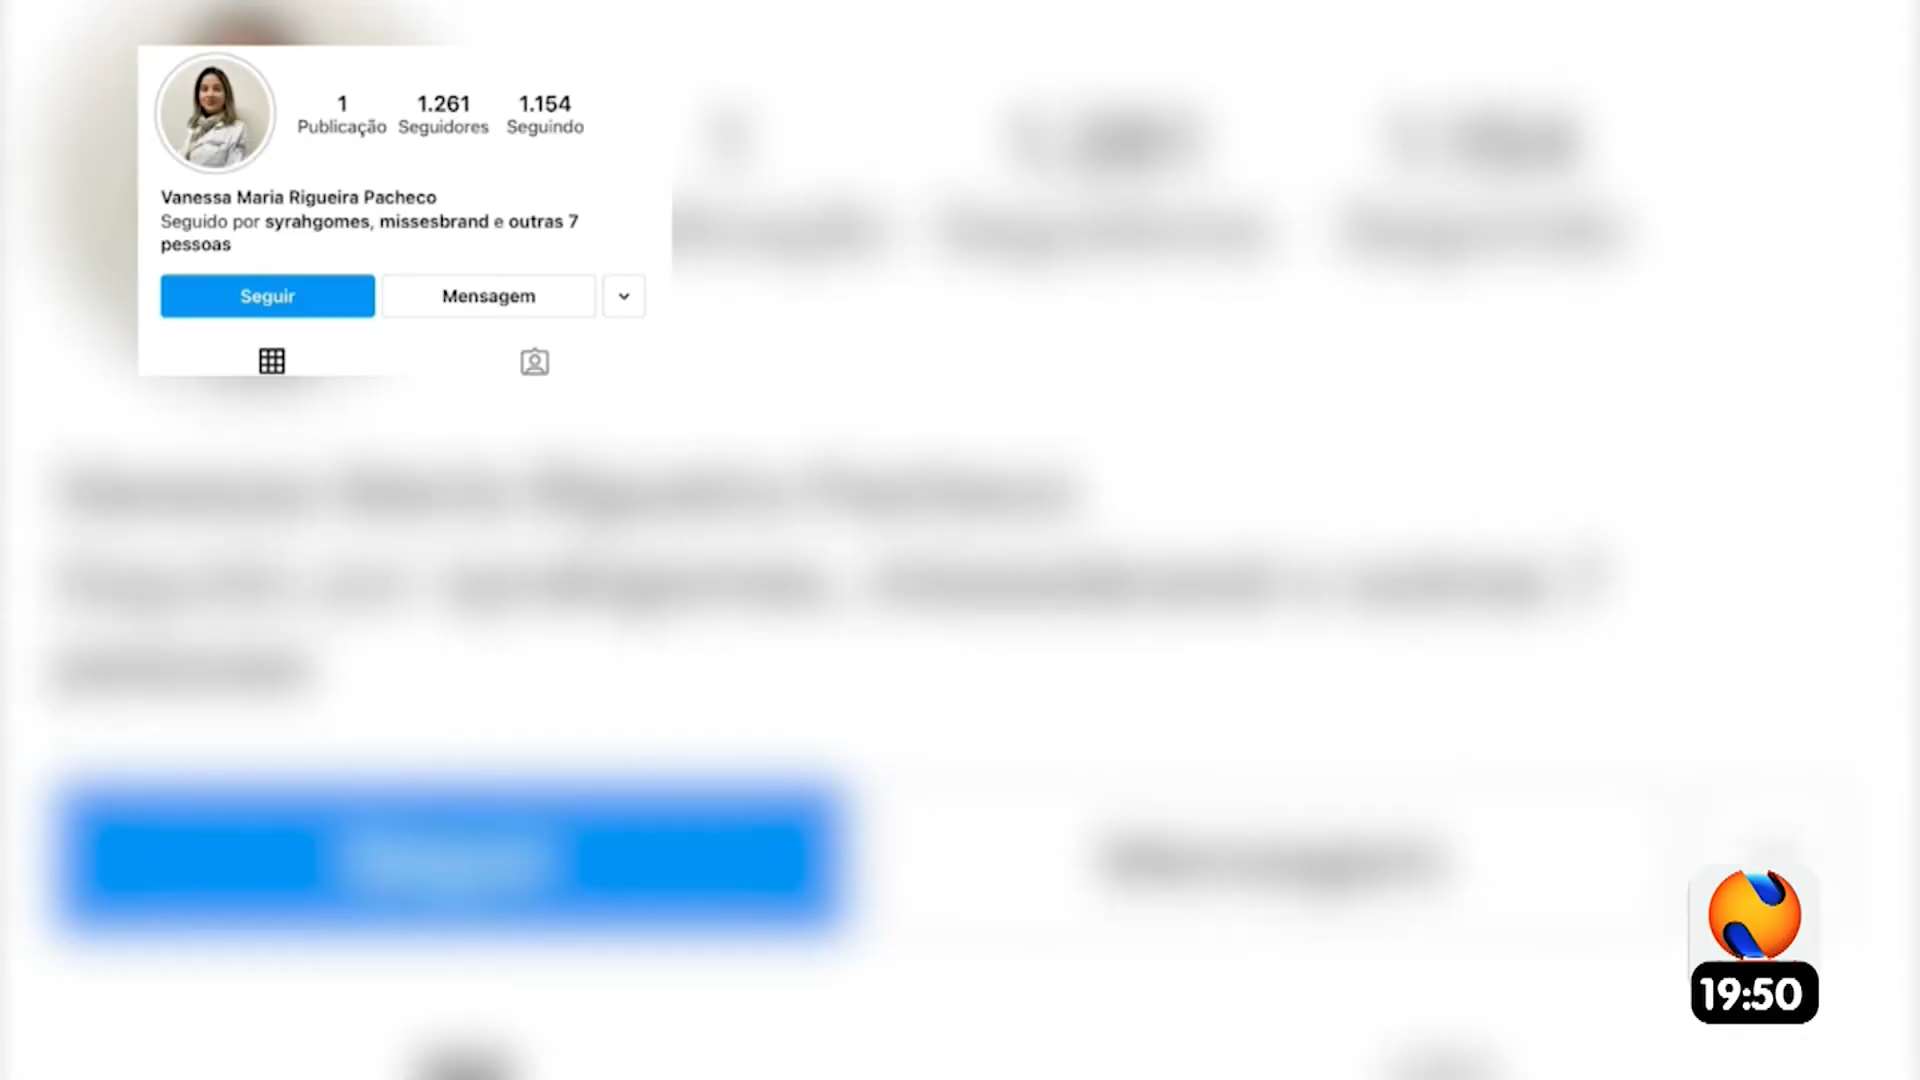 1 1.261 1.154
Publicação Seguidores Seguindo
Vanessa Maria Rigueira Pacheco
Seguido por syrahgomes, missesbrand e outras 7
pessoas
Seguir Mensagem
19:50